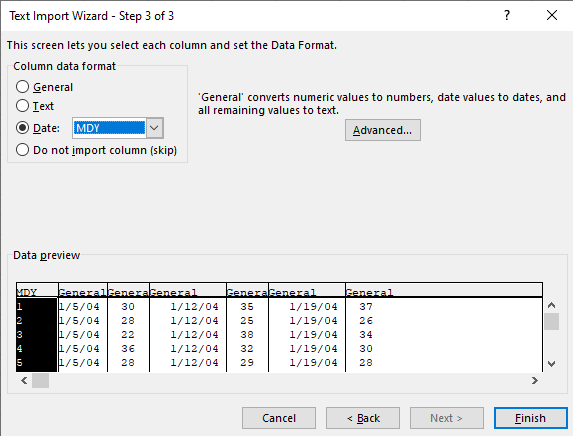 Text Import Wizard - Step 3 of 3 ? ×
This screen lets you select each column and set the Data Format.
Column data format
General
Text
Date: MDY
Do not import column (skip)
'General' converts numeric values to numbers, date values to dates, and
all remaining values to text.
Advanced...
Data preview
MDY General General General General General General
1 1/5/04 30 1/12/04 35 1/19/04 37
2 1/5/04 28 1/12/04 25 1/19/04 26
3 1/5/04 22 1/12/04 38 1/19/04 34
4 1/5/04 36 1/12/04 32 1/19/04 30
5 1/5/04 28 1/12/04 29 1/19/04 28
Cancel < Back Next > Finish